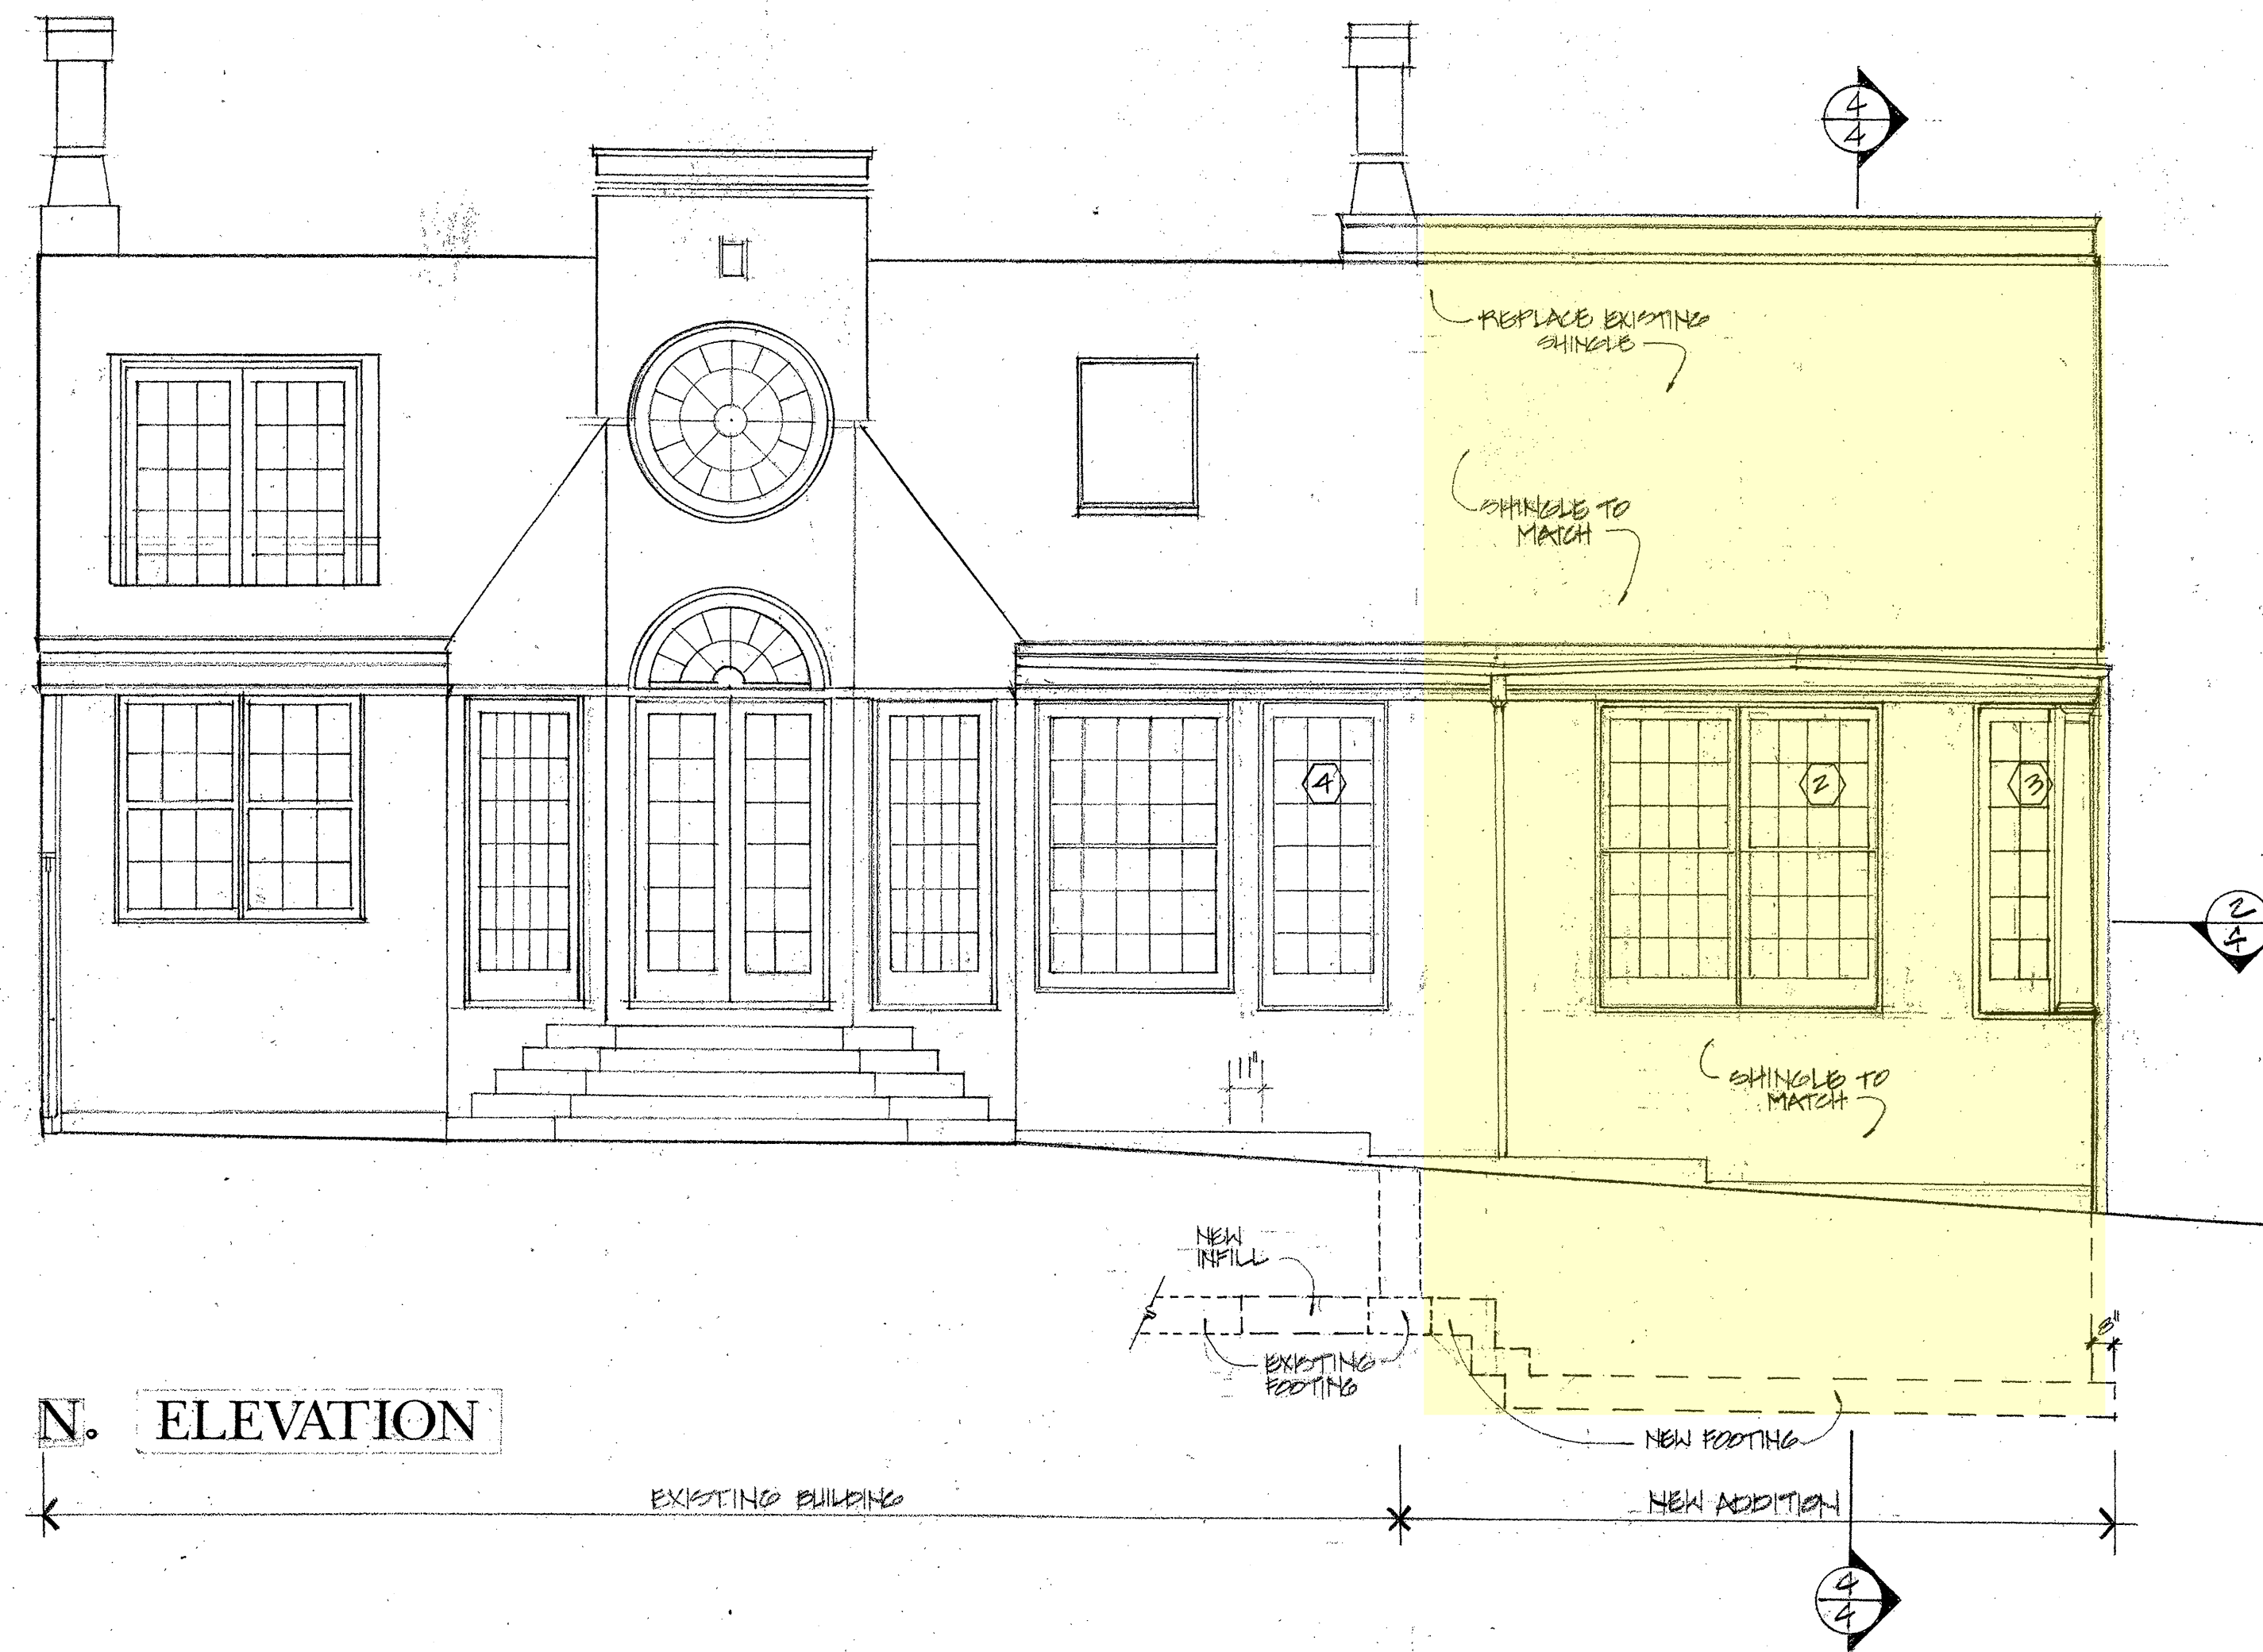 4
4
REPLACE EXISTING
SHINGLE
SHINGLE TO
MATCH
4
2
3
2
4
11"
SHINGLE TO
MATCH
NEW
INFILL
8"
EXISTING
FOOTING
N. ELEVATION
NEW FOOTING
EXISTING BUILDING
NEW ADDITION
4
4